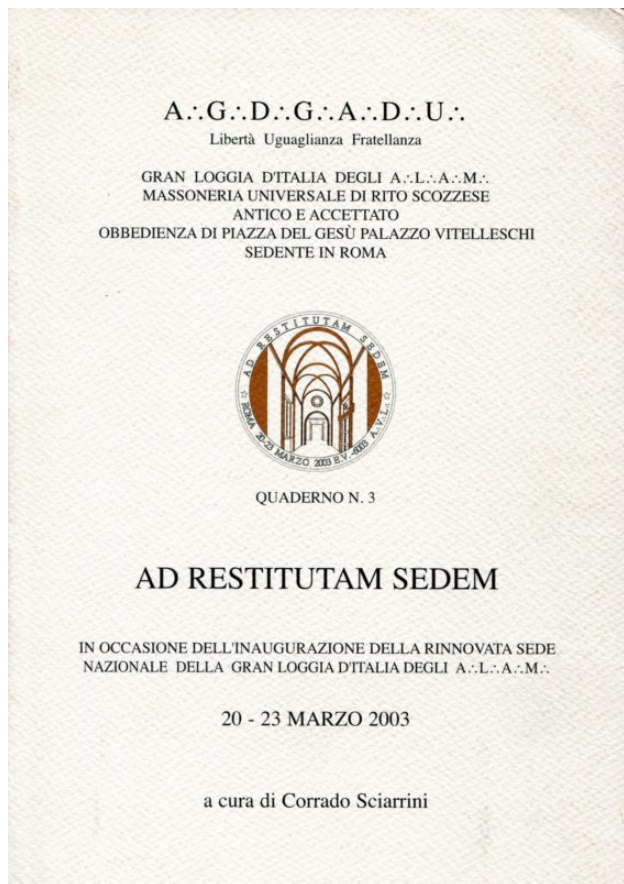 A∴G∴D∴G∴A∴D∴U∴
Libertà Uguaglianza Fratellanza
GRAN LOGGIA D'ITALIA DEGLI A∴L∴A∴M∴
MASSONERIA UNIVERSALE DI RITO SCOZZESE
ANTICO E ACCETTATO
OBBEDIENZA DI PIAZZA DEL GESÙ PALAZZO VITELLESCHI
SEDENTE IN ROMA
AD RESTITUTAM SEDEM
ROMA 20-23 MARZO 2003 E.V. -6003 A.V.L.
QUADERNO N. 3
AD RESTITUTAM SEDEM
IN OCCASIONE DELL'INAUGURAZIONE DELLA RINNOVATA SEDE
NAZIONALE DELLA GRAN LOGGIA D'ITALIA DEGLI A∴L∴A∴M∴
20 - 23 MARZO 2003
a cura di Corrado Sciarrini